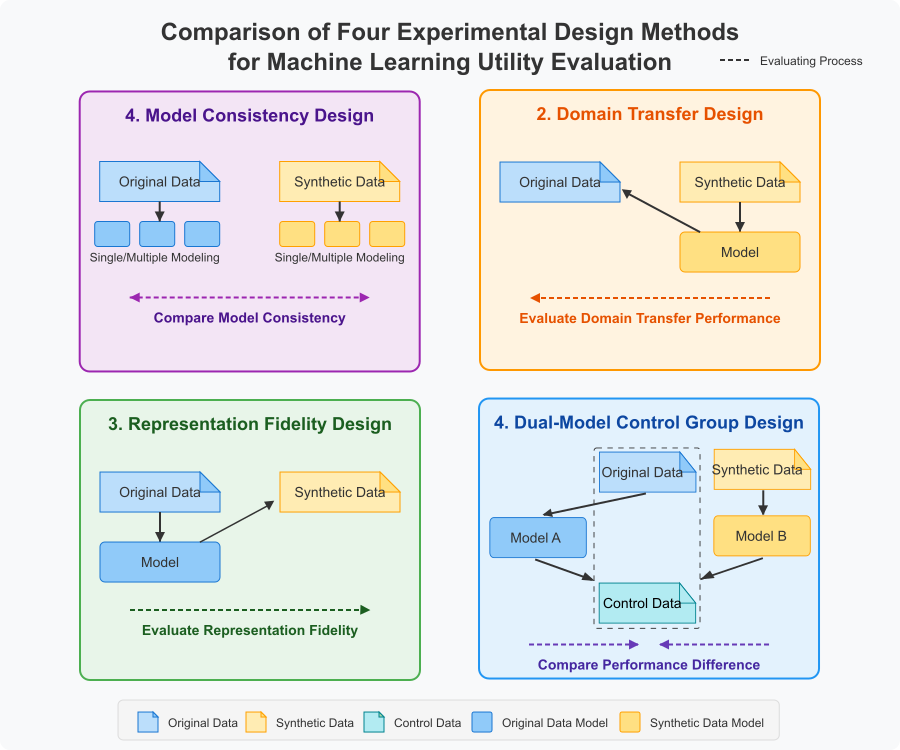 Comparison of Four Experimental Design Methods
for Machine Learning Utility Evaluation
Evaluating Process
4. Model Consistency Design
Original Data
Synthetic Data
Single/Multiple Modeling
Single/Multiple Modeling
Compare Model Consistency
2. Domain Transfer Design
Original Data
Synthetic Data
Model
Evaluate Domain Transfer Performance
3. Representation Fidelity Design
Original Data
Synthetic Data
Model
Evaluate Representation Fidelity
4. Dual-Model Control Group Design
Original Data
Synthetic Data
Model A
Model B
Control Data
Compare Performance Difference
Original Data
Synthetic Data
Control Data
Original Data Model
Synthetic Data Model